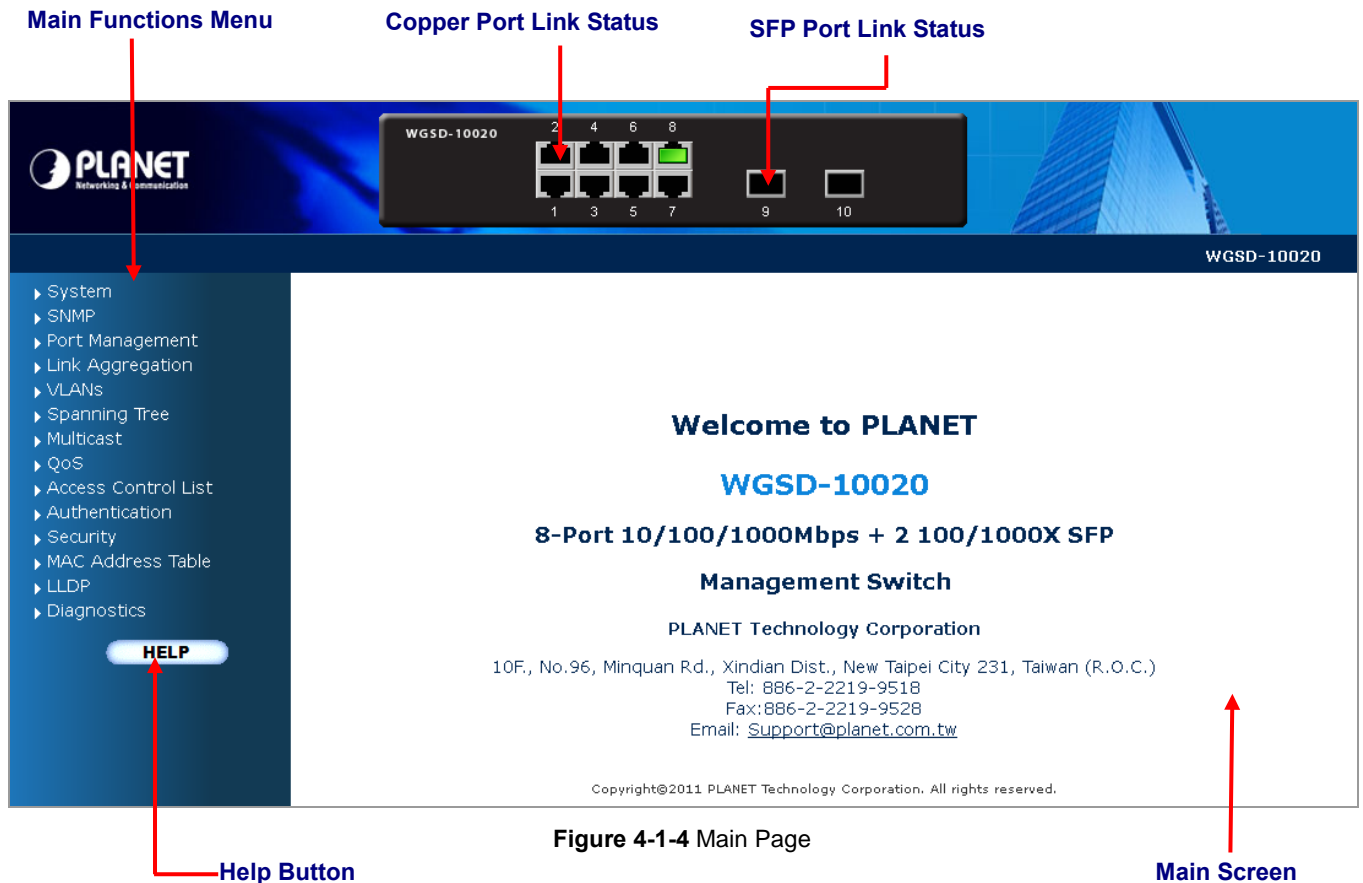 Main Functions Menu
Copper Port Link Status
SFP Port Link Status
PLANET
Networking & Communication
WGSD-10020
2 4 6 8
1 3 5 7 9 10
WGSD-10020
System
SNMP
Port Management
Link Aggregation
VLANs
Spanning Tree
Multicast
QoS
Access Control List
Authentication
Security
MAC Address Table
LLDP
Diagnostics
HELP
Welcome to PLANET
WGSD-10020
8-Port 10/100/1000Mbps + 2 100/1000X SFP
Management Switch
PLANET Technology Corporation
10F., No.96, Minquan Rd., Xindian Dist., New Taipei City 231, Taiwan (R.O.C.)
Tel: 886-2-2219-9518
Fax:886-2-2219-9528
Email: Support@planet.com.tw
Copyright@2011 PLANET Technology Corporation. All rights reserved.
Figure 4-1-4 Main Page
Help Button
Main Screen